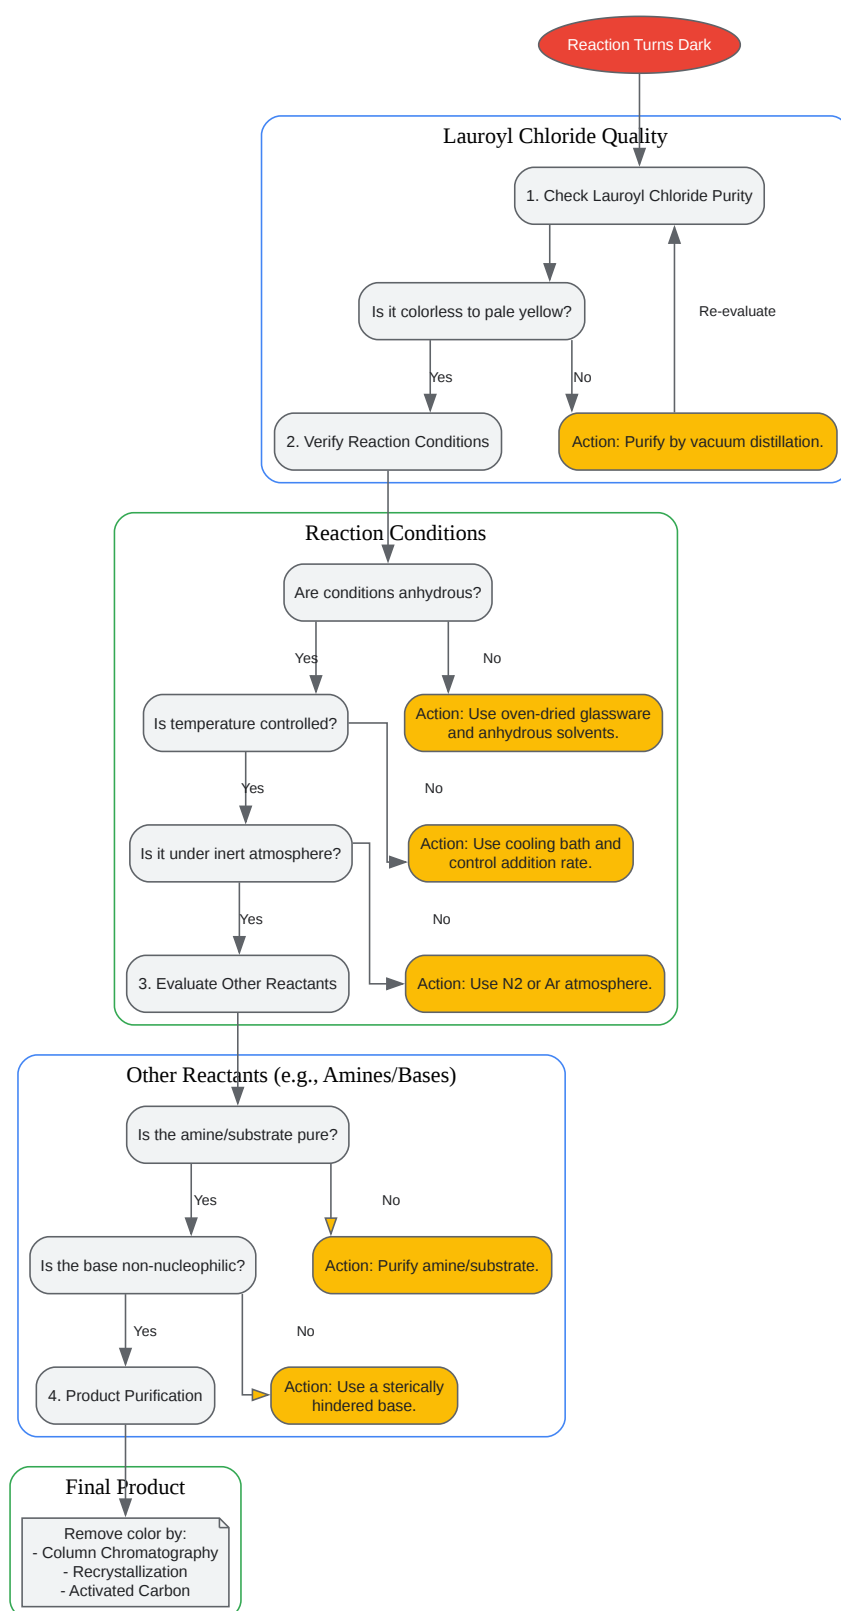 Reaction Turns Dark
Lauroyl Chloride Quality
1. Check Lauroyl Chloride Purity
Is it colorless to pale yellow?
Re-evaluate
Yes
No
2. Verify Reaction Conditions
Action: Purify by vacuum distillation.
Reaction Conditions
Are conditions anhydrous?
Yes
No
Is temperature controlled?
Action: Use oven-dried glassware
and anhydrous solvents.
Yes
No
Is it under inert atmosphere?
Action: Use cooling bath and
control addition rate.
Yes
No
3. Evaluate Other Reactants
Action: Use N2 or Ar atmosphere.
Other Reactants (e.g., Amines/Bases)
Is the amine/substrate pure?
Yes
No
Is the base non-nucleophilic?
Action: Purify amine/substrate.
Yes
No
4. Product Purification
Action: Use a sterically
hindered base.
Final Product
Remove color by:
- Column Chromatography
- Recrystallization
- Activated Carbon